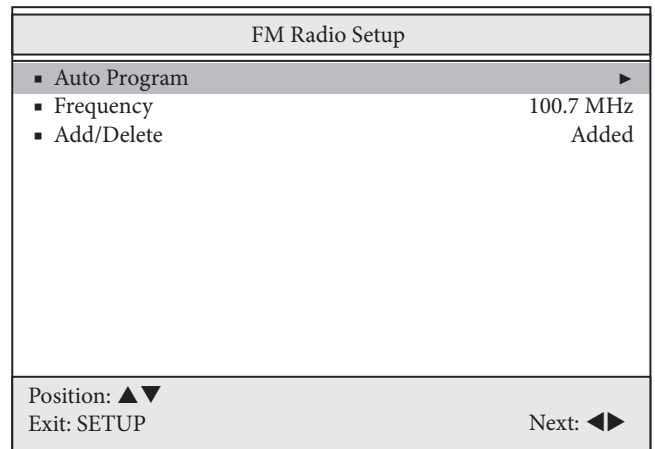 FM Radio Setup
▪ Auto Program ►
▪ Frequency 100.7 MHz
▪ Add/Delete Added
Position: ▲▼
Exit: SETUP Next: ◀▶